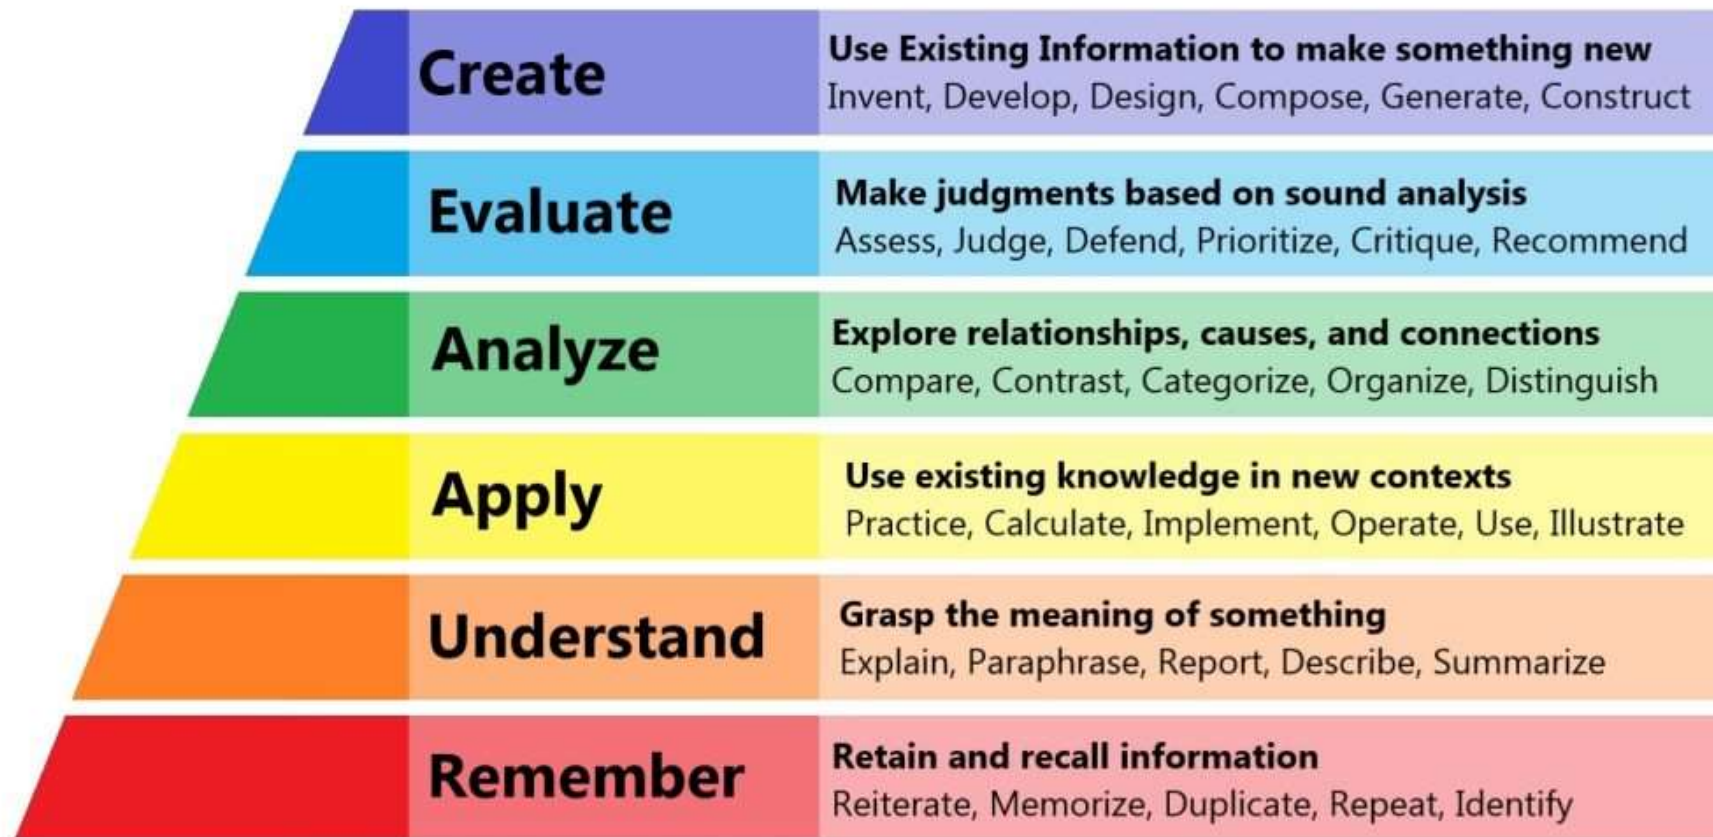 Create
Use Existing Information to make something new
Invent, Develop, Design, Compose, Generate, Construct
Evaluate
Make judgments based on sound analysis
Assess, Judge, Defend, Prioritize, Critique, Recommend
Analyze
Explore relationships, causes, and connections
Compare, Contrast, Categorize, Organize, Distinguish
Apply
Use existing knowledge in new contexts
Practice, Calculate, Implement, Operate, Use, Illustrate
Understand
Grasp the meaning of something
Explain, Paraphrase, Report, Describe, Summarize
Remember
Retain and recall information
Reiterate, Memorize, Duplicate, Repeat, Identify